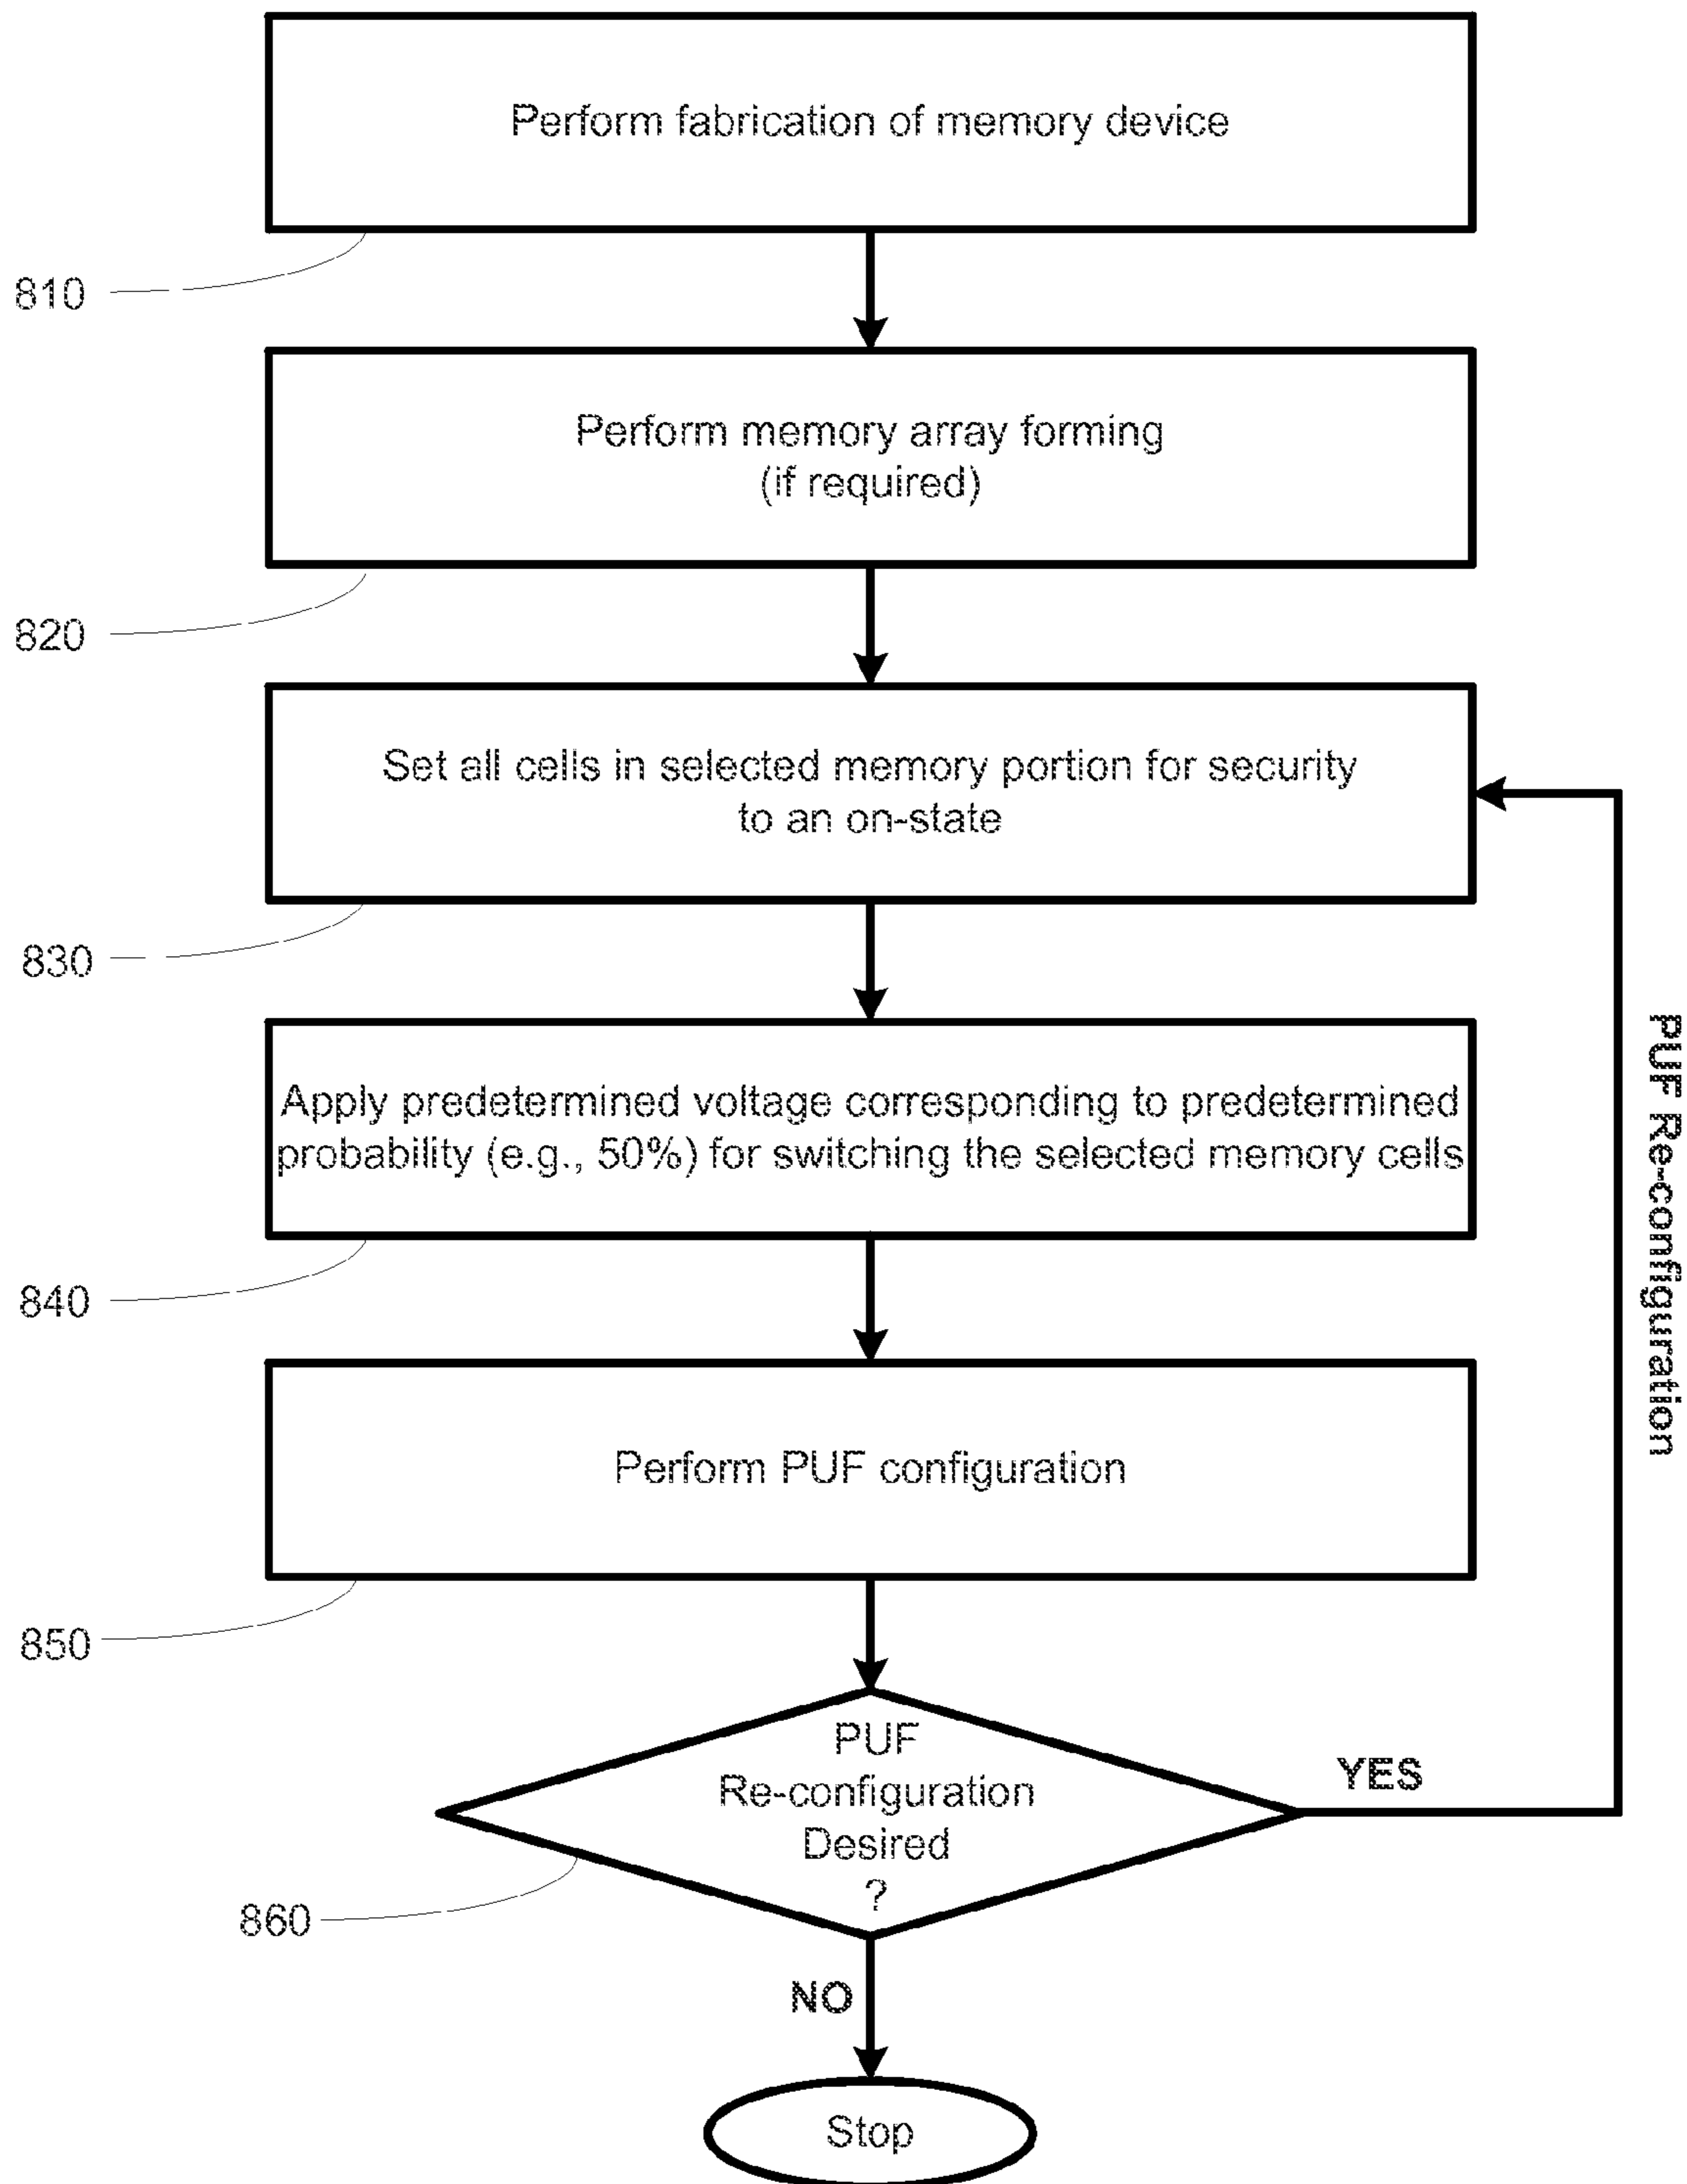 Perform fabrication of memory device
810
Perform memory array forming
(if required)
820
Set all cells in selected memory portion for security
to an on-state
830
Apply predetermined voltage corresponding to predetermined
probability (e.g., 50%) for switching the selected memory cells
840
PUF Re-configuration
Perform PUF configuration
850
PUF
Re-configuration
Desired
?
YES
860
NO
Stop